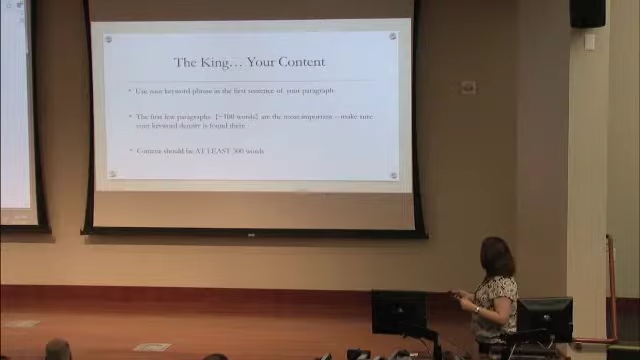 The King… Your Content
• Use your keyword phrase in the first sentence of your paragraph
• The first few paragraphs [~300 words] are the most important – make sure
your keyword density is found there
• Content should be AT LEAST 300 words